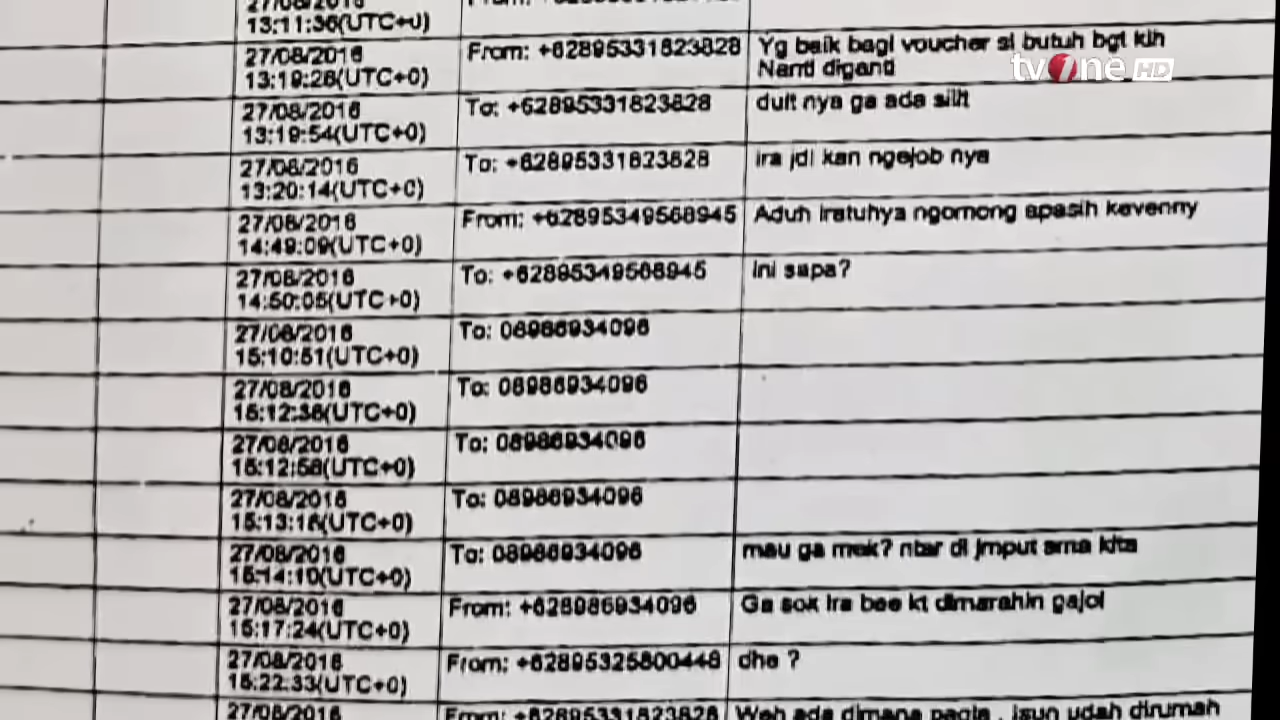 27/08/2016
13:11:36(UTC+0)
27/08/2016
13:19:28(UTC+0)
From: +62895331823828
Yg baik bagi voucher si butuh bgt kih
Nanti diganti
tvOne HD
27/08/2016
13:19:54(UTC+0)
To: +62895331823828
duit nya ga ada silit
27/08/2016
13:20:14(UTC+0)
To: +62895331823828
ira jdi kan ngejob nya
27/08/2016
14:49:09(UTC+0)
From: +62895349568945
Aduh iratuhya ngomong apasih kevenny
27/08/2016
14:50:05(UTC+0)
To: +62895349568945
Ini sapa?
27/08/2016
15:10:51(UTC+0)
To: 08986934096
27/08/2016
15:12:38(UTC+0)
To: 08986934096
27/08/2016
15:12:58(UTC+0)
To: 08986934096
27/08/2016
15:13:16(UTC+0)
To: 08986934096
27/08/2016
15:14:10(UTC+0)
To: 08986934096
mau ga mek? ntar di jmput sma kita
27/08/2016
15:17:24(UTC+0)
From: +628986934096
Ga sok ira bee kt dimarahin gajol
27/08/2016
15:22:33(UTC+0)
From: +62895325800448
dhe ?
27/08/2016
From: +62895331823828
Weh ada dimana pagia , isun udah dirumah